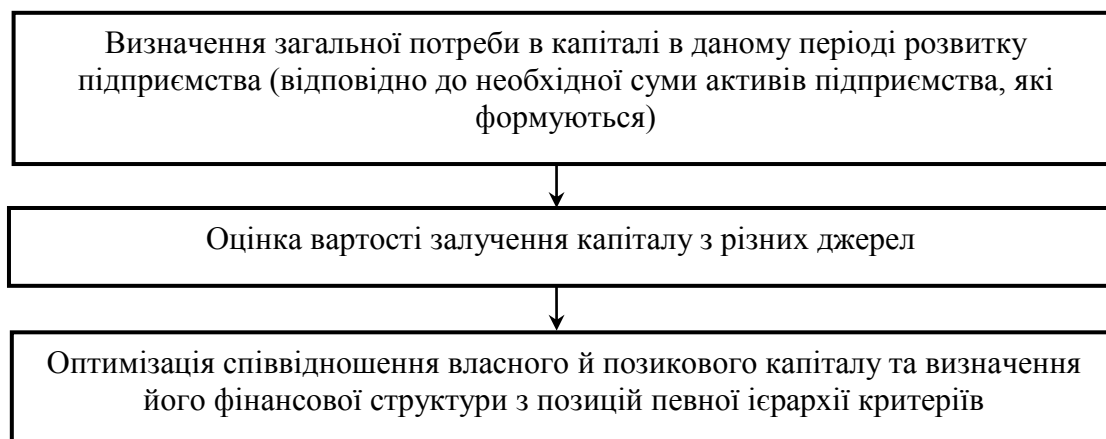 Визначення загальної потреби в капіталі в даному періоді розвитку
підприємства (відповідно до необхідної суми активів підприємства, які
формуються)
Оцінка вартості залучення капіталу з різних джерел
Оптимізація співвідношення власного й позикового капіталу та визначення
його фінансової структури з позицій певної ієрархії критеріїв